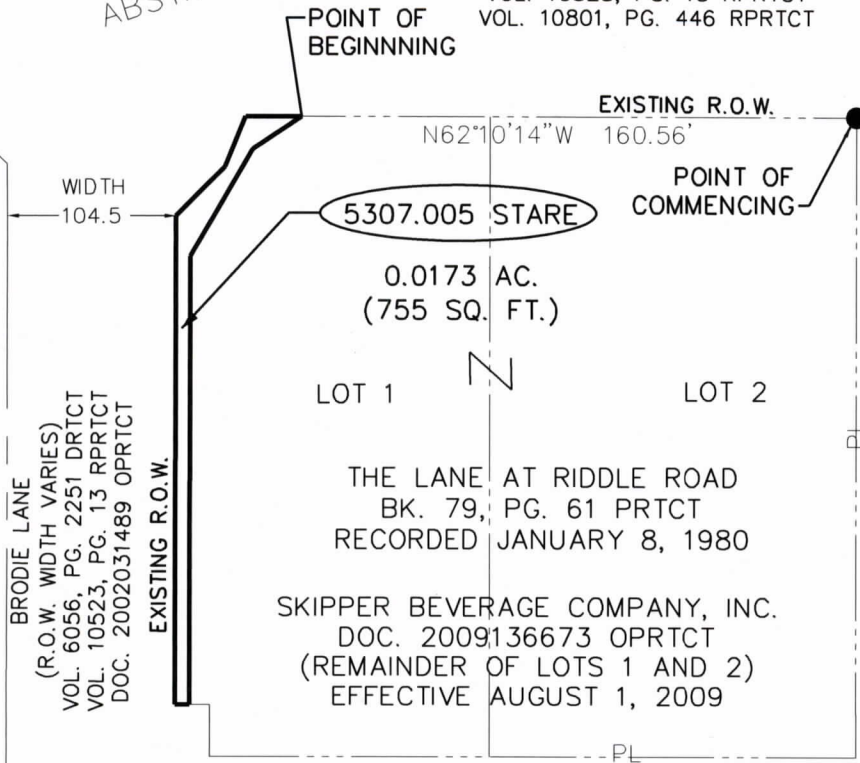 POINT OF
BEGINNNING
VOL. 10801, PG. 446 RPRTCT
EXISTING R.O.W.
N62°10'14"W 160.56'
POINT OF
COMMENCING
WIDTH
104.5
5307.005 STARE
0.0173 AC.
(755 SQ. FT.)
LOT 1
LOT 2
PL
THE LANE AT RIDDLE ROAD
BK. 79, PG. 61 PRTCT
RECORDED JANUARY 8, 1980
SKIPPER BEVERAGE COMPANY, INC.
DOC. 2009136673 OPRTCT
(REMAINDER OF LOTS 1 AND 2)
EFFECTIVE AUGUST 1, 2009
BRODIE LANE
(R.O.W. WIDTH VARIES)
VOL. 6056, PG. 2251 DRTCT
VOL. 10523, PG. 13 RPRTCT
DOC. 2002031489 OPRTCT
EXISTING R.O.W.
PL